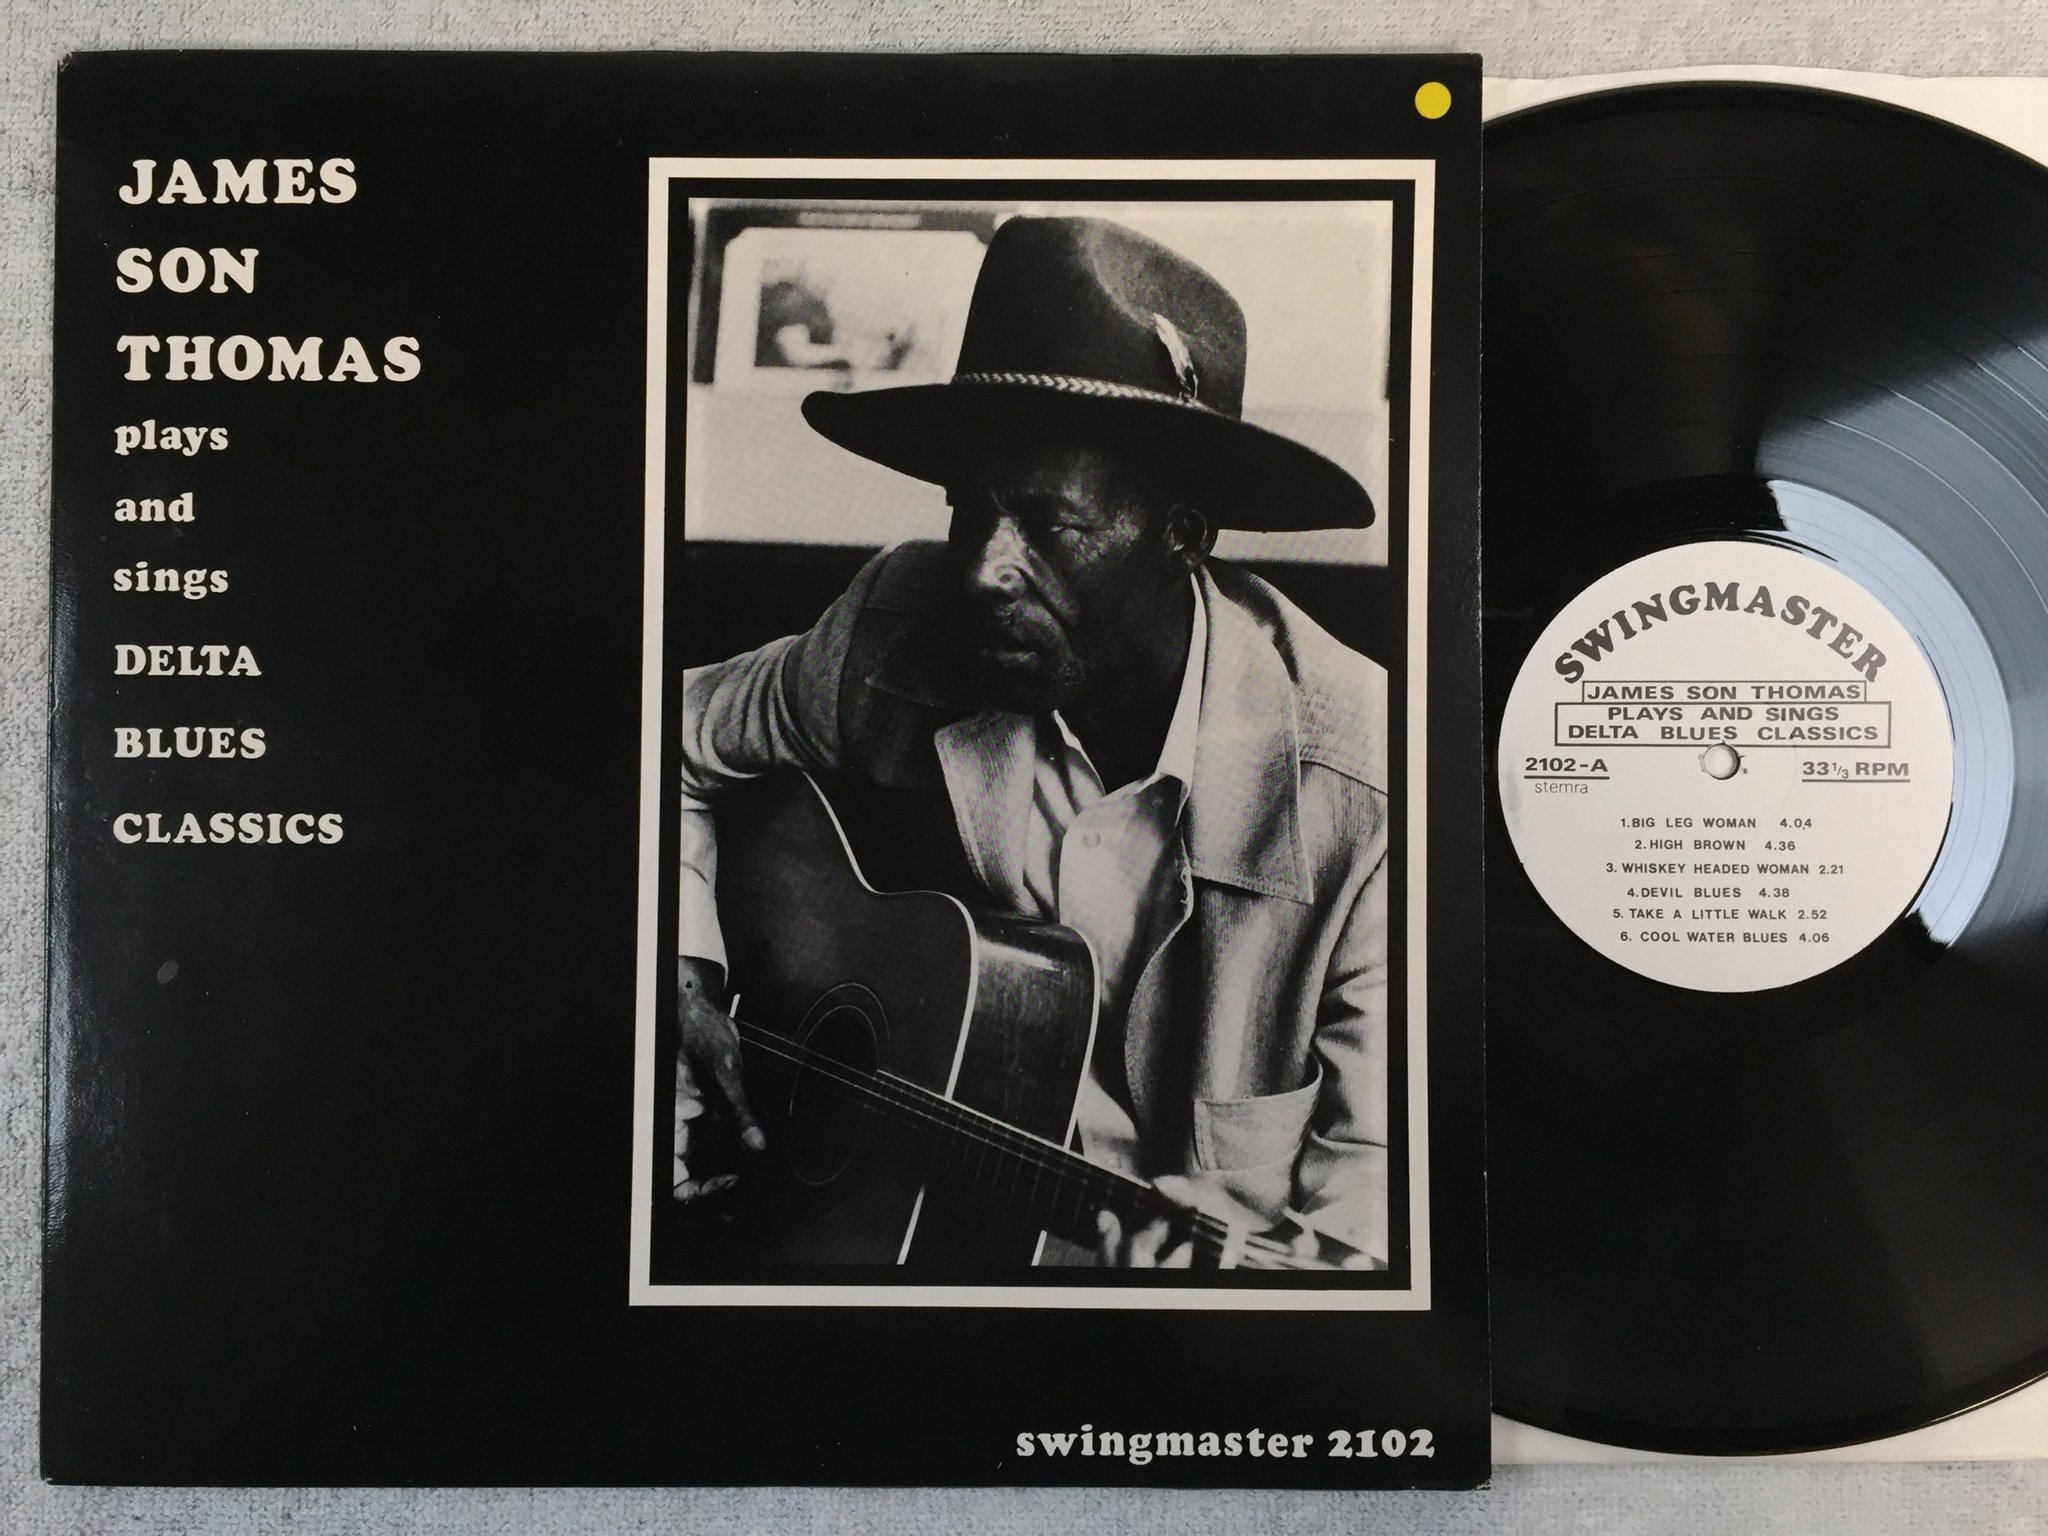 JAMES
SON
THOMAS
plays
and
sings
DELTA
BLUES
CLASSICS
swingmaster 2102
SWINGMASTER
JAMES SON THOMAS
PLAYS AND SINGS
DELTA BLUES CLASSICS
2102-A
stemra
33 1/3 RPM
1.BIG LEG WOMAN 4.04
2.HIGH BROWN 4.36
3. WHISKEY HEADED WOMAN 2.21
4.DEVIL BLUES 4.38
5. TAKE A LITTLE WALK 2.52
6. COOL WATER BLUES 4.06